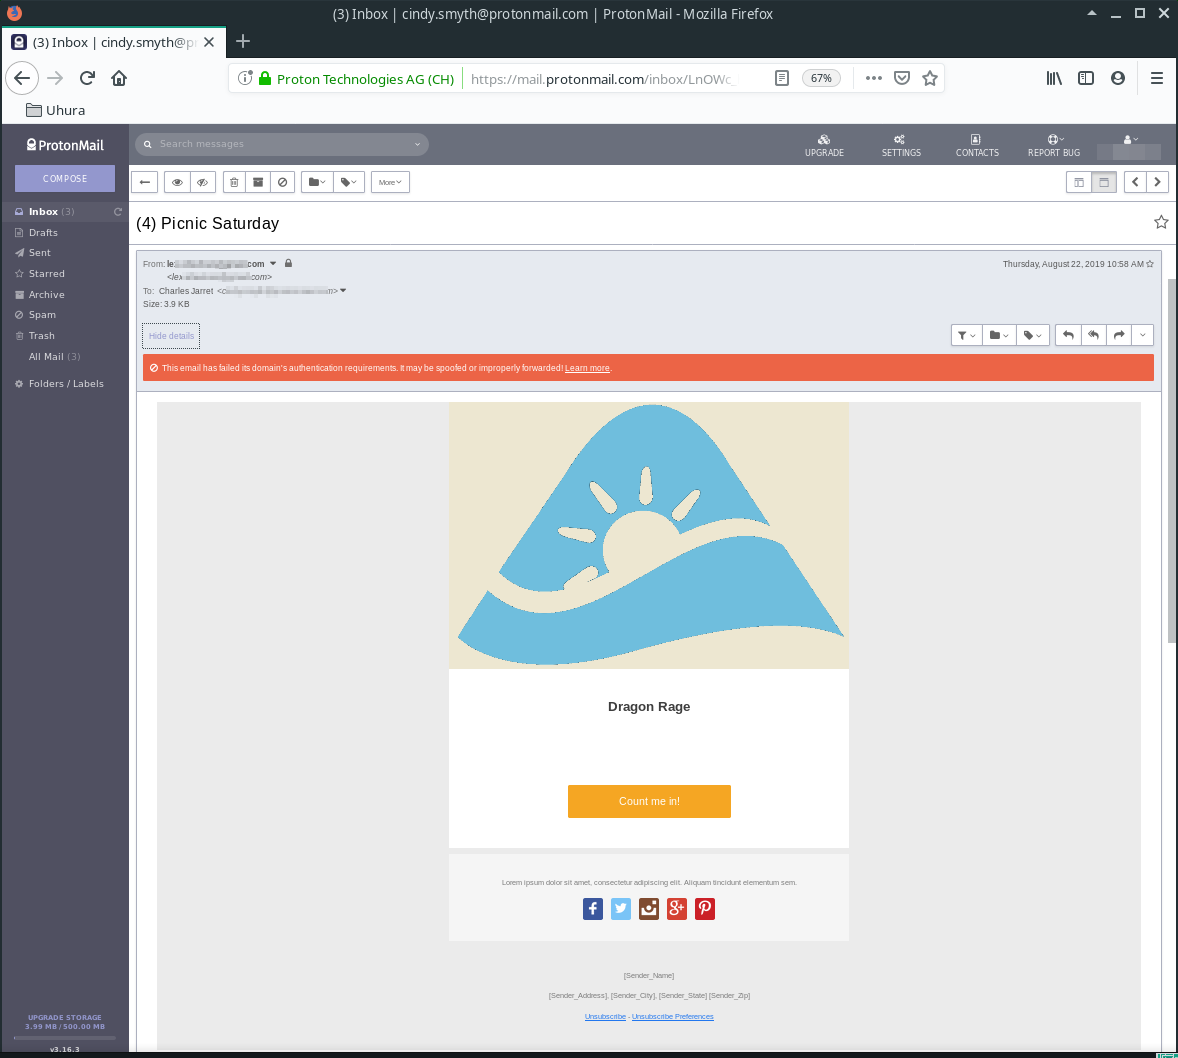 (3) Inbox | cindy.smyth@protonmail.com | ProtonMail - Mozilla Firefox
(3) Inbox | cindy.smyth@p
Proton Technologies AG (CH)
https://mail.protonmail.com/inbox/LnOWc_
67%
Uhura
ProtonMail
Search messages
UPGRADE
SETTINGS
CONTACTS
REPORT BUG
COMPOSE
More
Inbox (3)
Drafts
Sent
Starred
Archive
Spam
Trash
All Mail (3)
Folders / Labels
(4) Picnic Saturday
From: le com
Thursday, August 22, 2019 10:58 AM
<lex com>
To: Charles Jarret
Size: 3.9 KB
Hide details
This email has failed its domain's authentication requirements. It may be spoofed or improperly forwarded! Learn more.
Dragon Rage
Count me in!
Lorem ipsum dolor sit amet, consectetur adipiscing elit. Aliquam tincidunt elementum sem.
[Sender_Name]
[Sender_Address], [Sender_City], [Sender_State] [Sender_Zip]
Unsubscribe - Unsubscribe Preferences
UPGRADE STORAGE
3.99 MB / 500.00 MB
v3.16.3